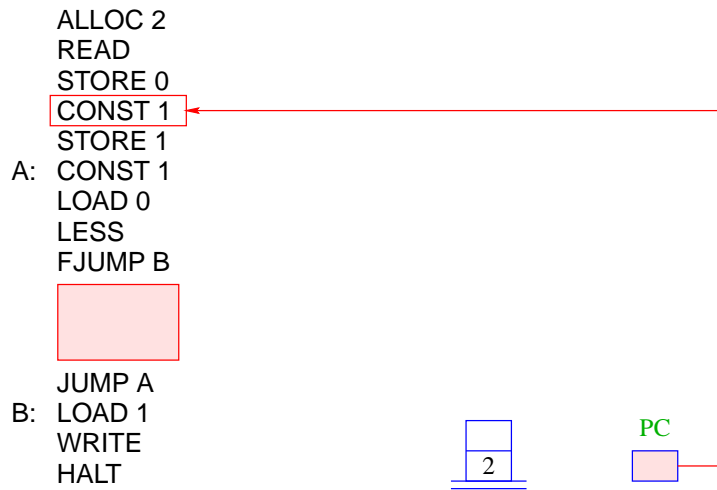 ALLOC 2
READ
STORE 0
CONST 1
STORE 1
A: CONST 1
LOAD 0
LESS
FJUMP B
JUMP A
B: LOAD 1
WRITE
HALT
2
PC